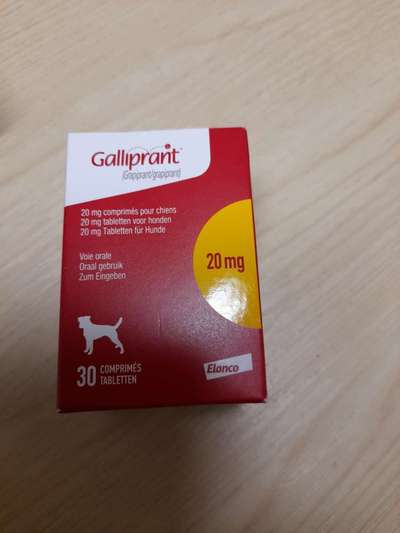 Galliprant™
(Grapiprant/grapiprant)
20 mg comprimés pour chiens
20 mg tabletten voor honden
20 mg Tabletten für Hunde
Voie orale
Oraal gebruik
Zum Eingeben
20 mg
30 COMPRIMÉS
TABLETTEN
Elanco